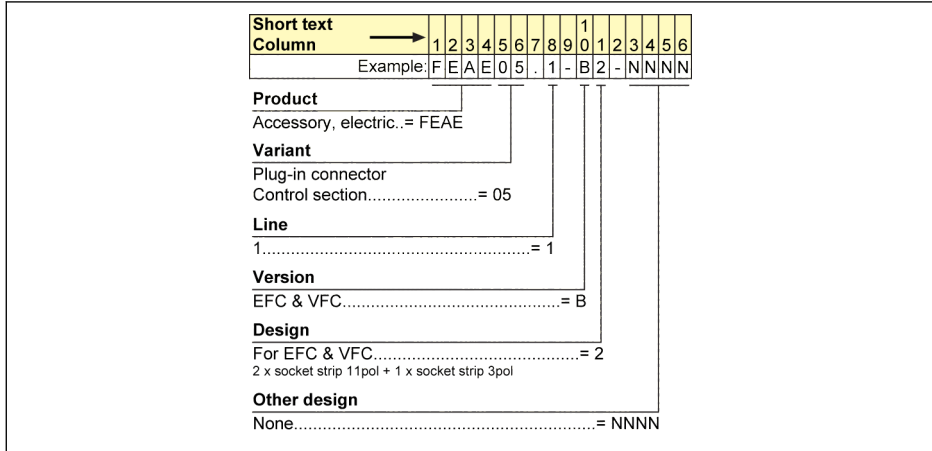 Short text
Column 1 2 3 4 5 6 7 8 9 10 1 2 3 4 5 6
Example: F E A E 0 5 . 1 - B 2 - N N N N
Product
Accessory, electric..= FEAE
Variant
Plug-in connector
Control section.......................= 05
Line
1........................................................= 1
Version
EFC & VFC..............................................= B
Design
For EFC & VFC...........................................= 2
2 x socket strip 11pol + 1 x socket strip 3pol
Other design
None...............................................................= NNNN